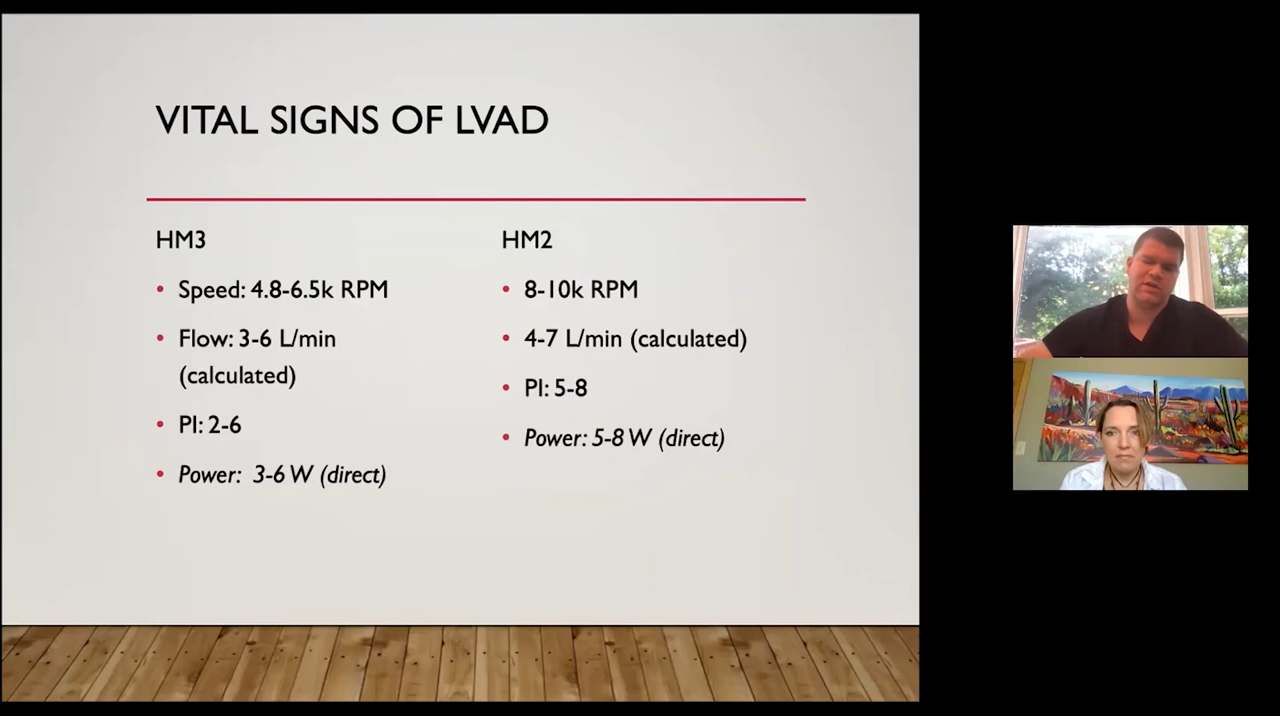 VITAL SIGNS OF LVAD
HM3
• Speed: 4.8-6.5k RPM
• Flow: 3-6 L/min
(calculated)
• PI: 2-6
• Power: 3-6 W (direct)
HM2
• 8-10k RPM
• 4-7 L/min (calculated)
• PI: 5-8
• Power: 5-8 W (direct)